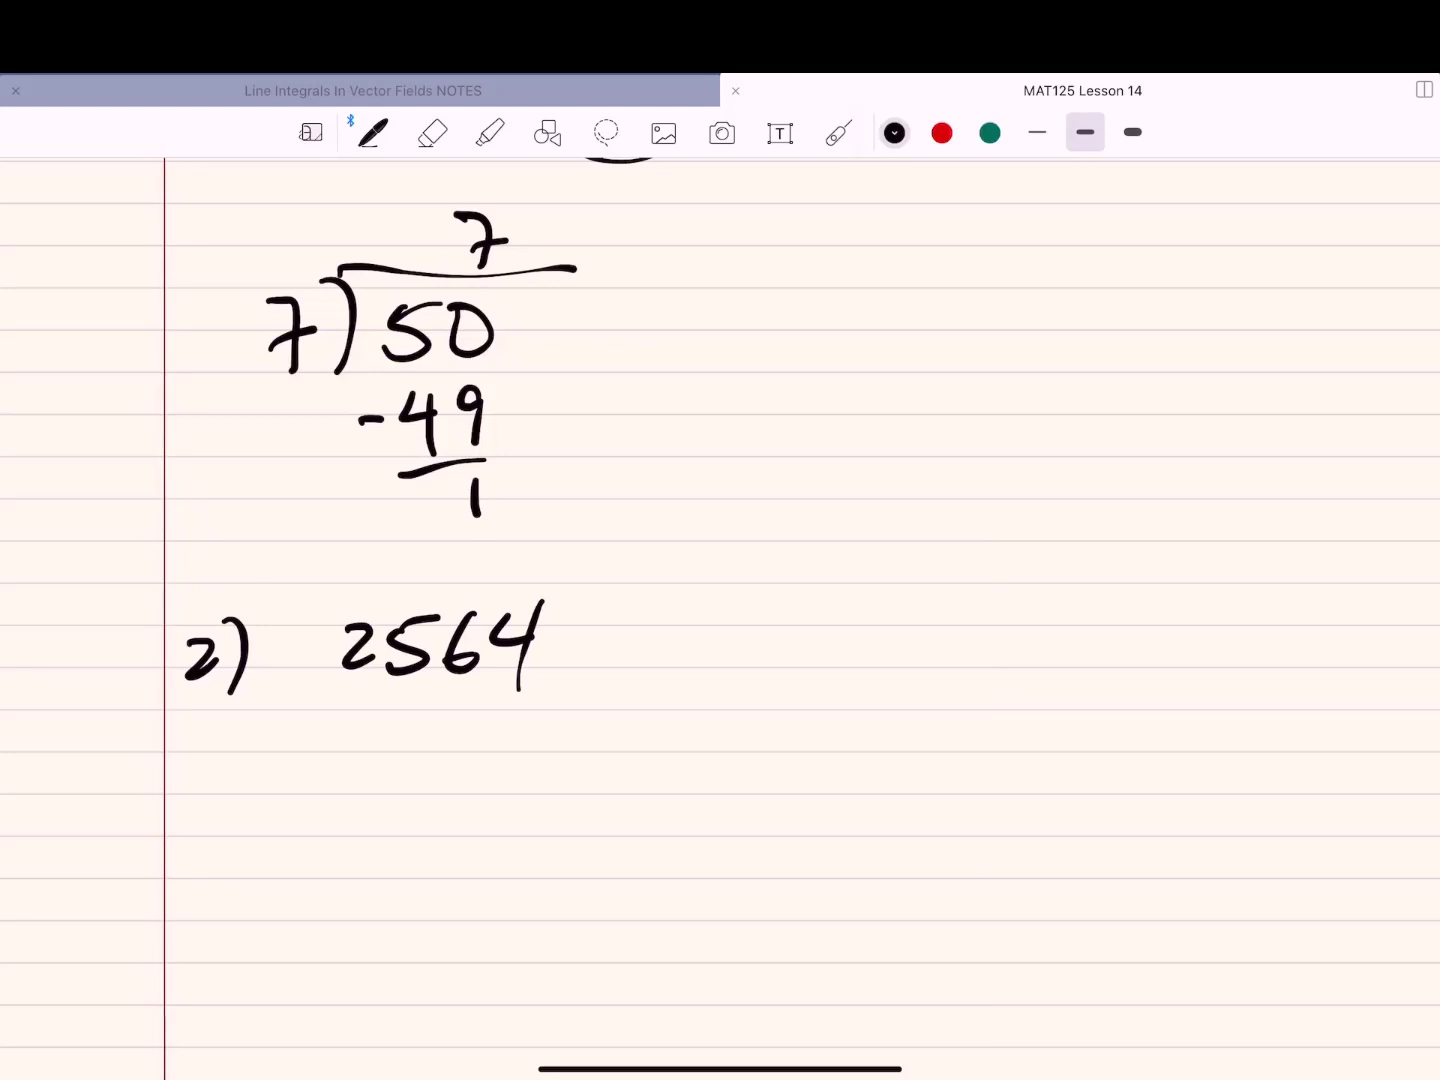 × Line Integrals In Vector Fields NOTES × MAT125 Lesson 14
T
7
7)50
-49
1
2) 2564